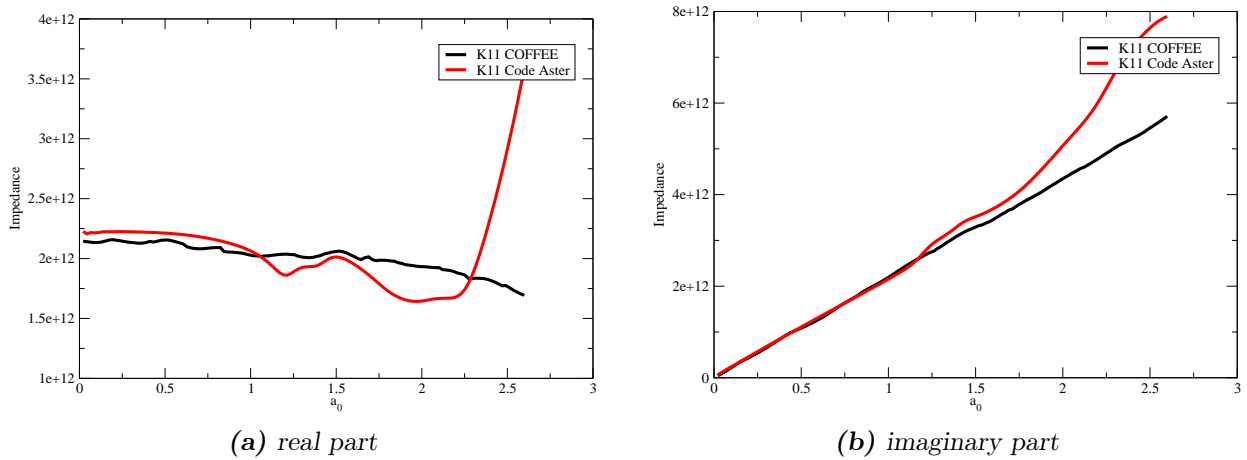 4e+12
3.5e+12
3e+12
2.5e+12
2e+12
1.5e+12
1e+12
Impedance
K11 COFFEE
K11 Code Aster
0 0.5 1 1.5 2 2.5 3
a0
(a) real part
8e+12
6e+12
4e+12
2e+12
0
Impedance
K11 COFFEE
K11 Code Aster
0 0.5 1 1.5 2 2.5 3
a0
(b) imaginary part